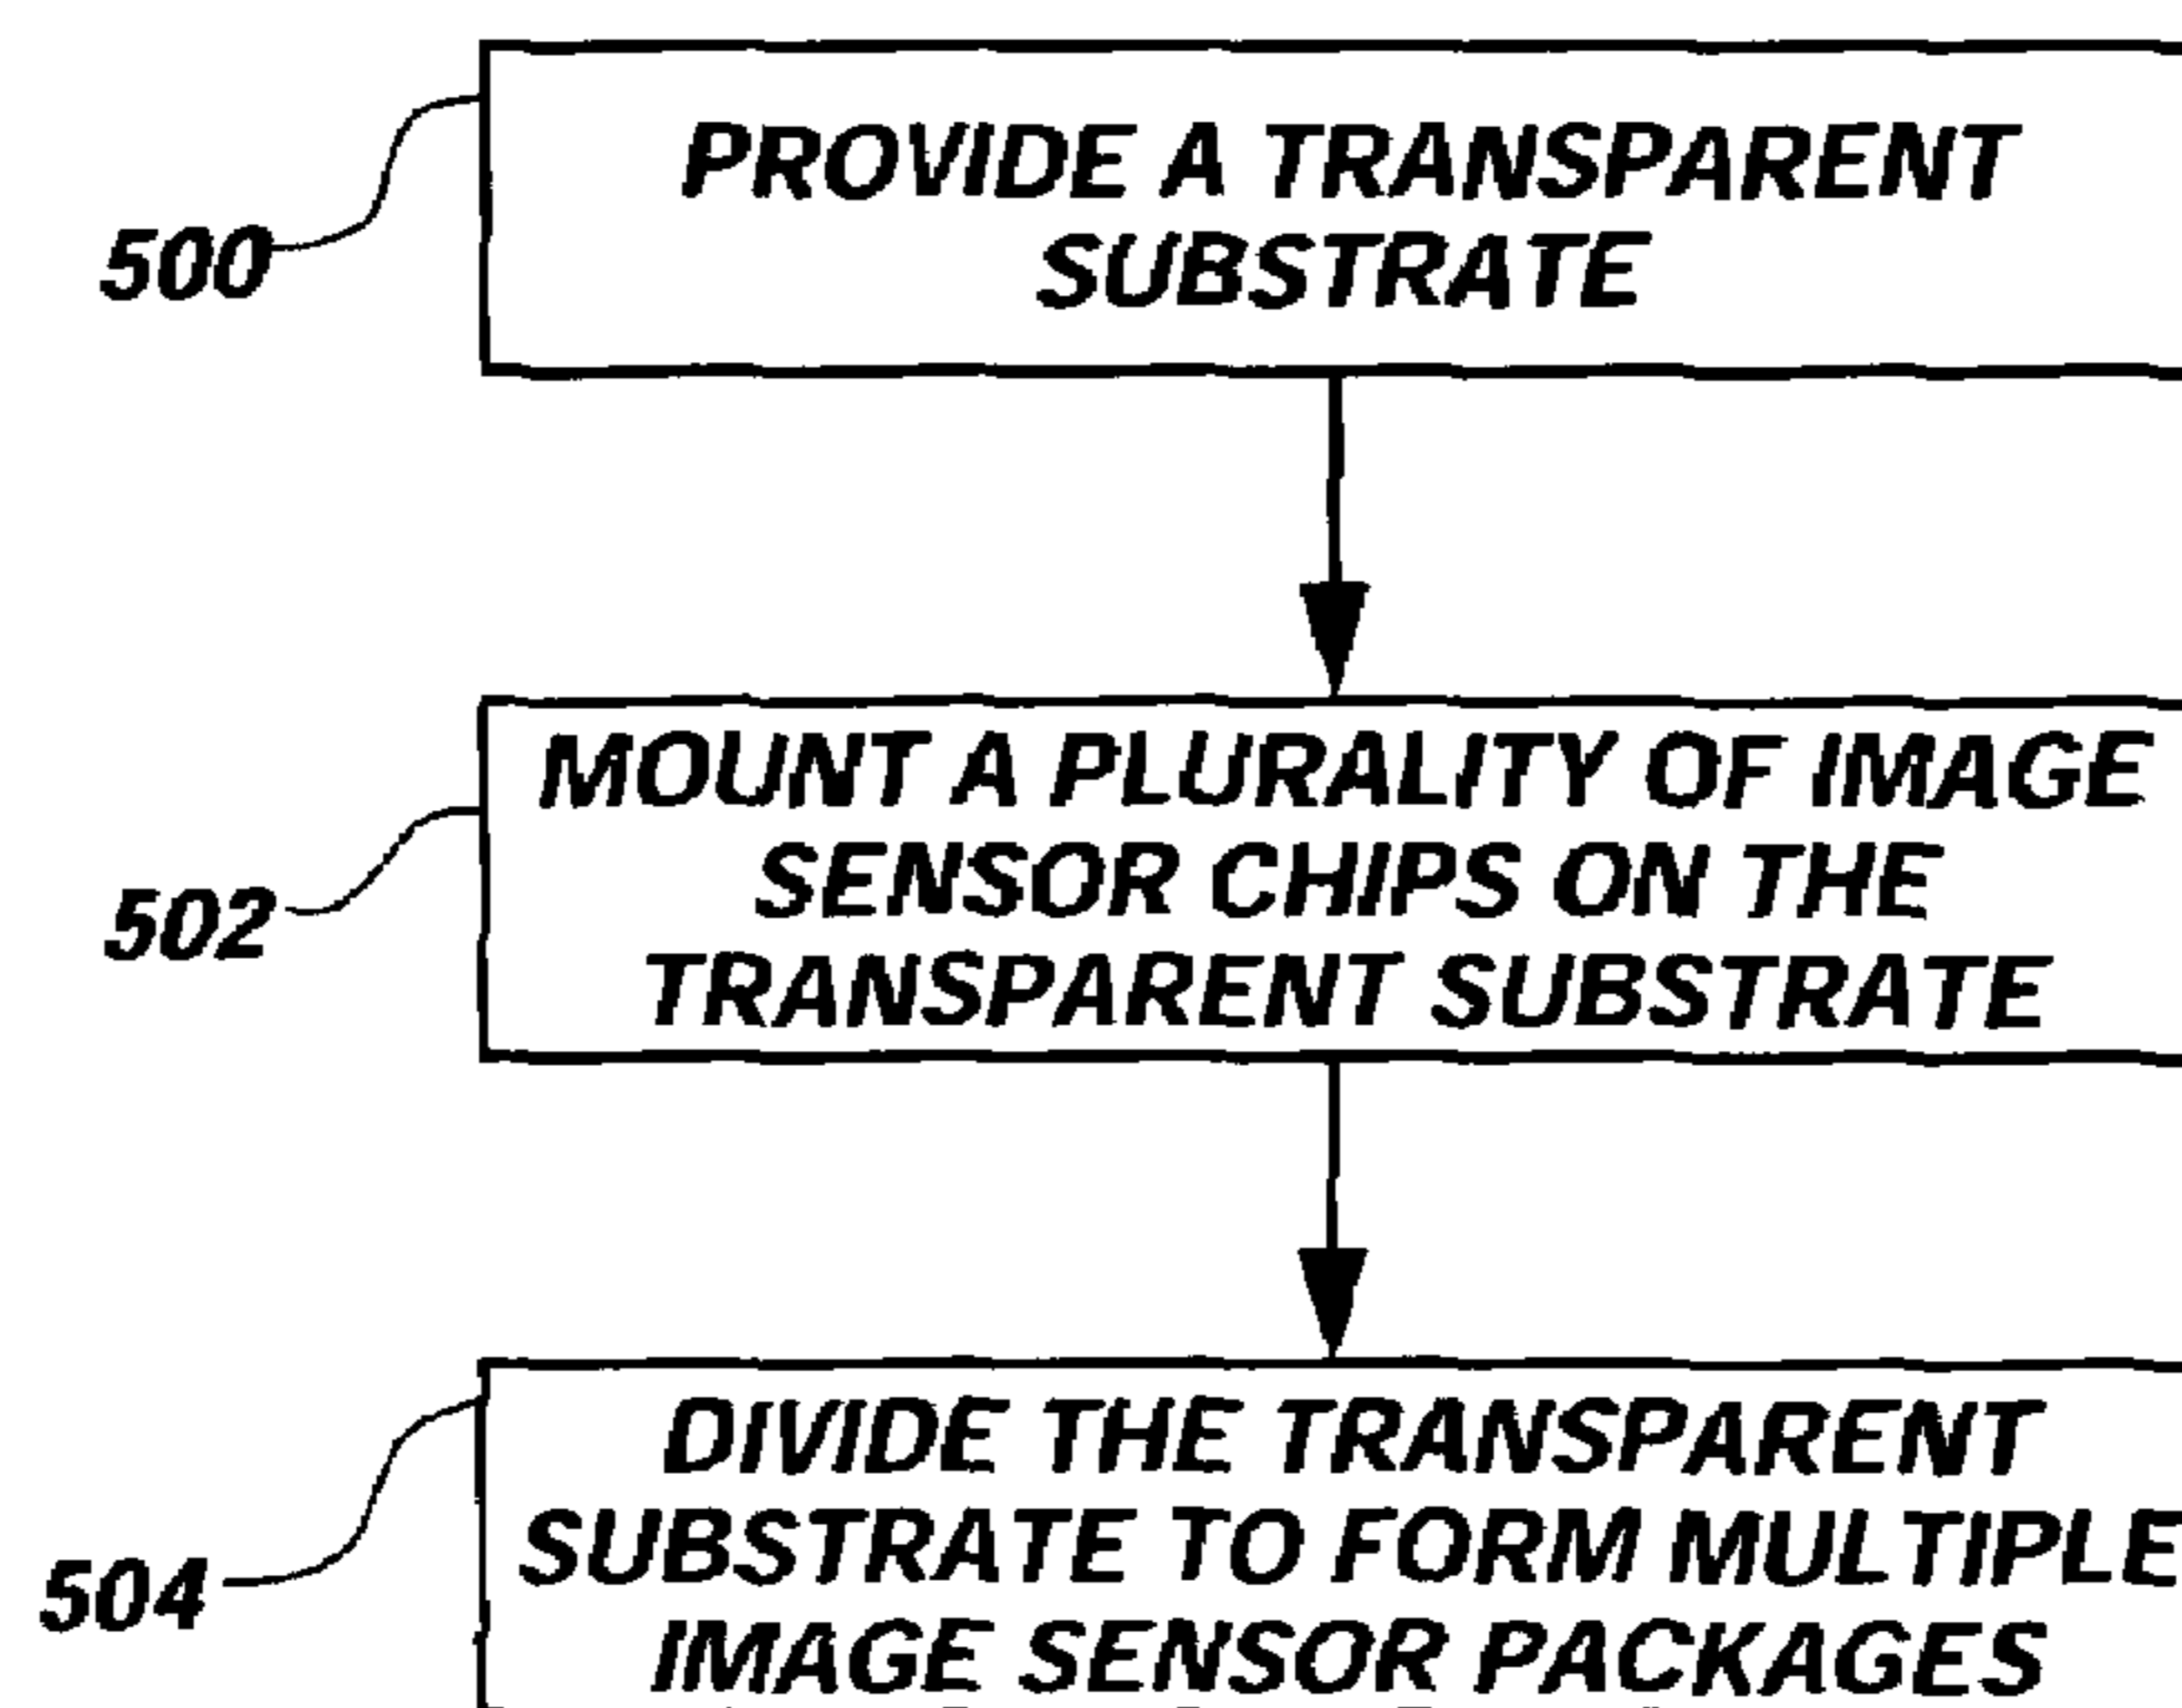 PROVIDE A TRANSPARENT
SUBSTRATE
500
MOUNT A PLURALITY OF IMAGE
SENSOR CHIPS ON THE
TRANSPARENT SUBSTRATE
502
DIVIDE THE TRANSPARENT
SUBSTRATE TO FORM MULTIPLE
IMAGE SENSOR PACKAGES
504